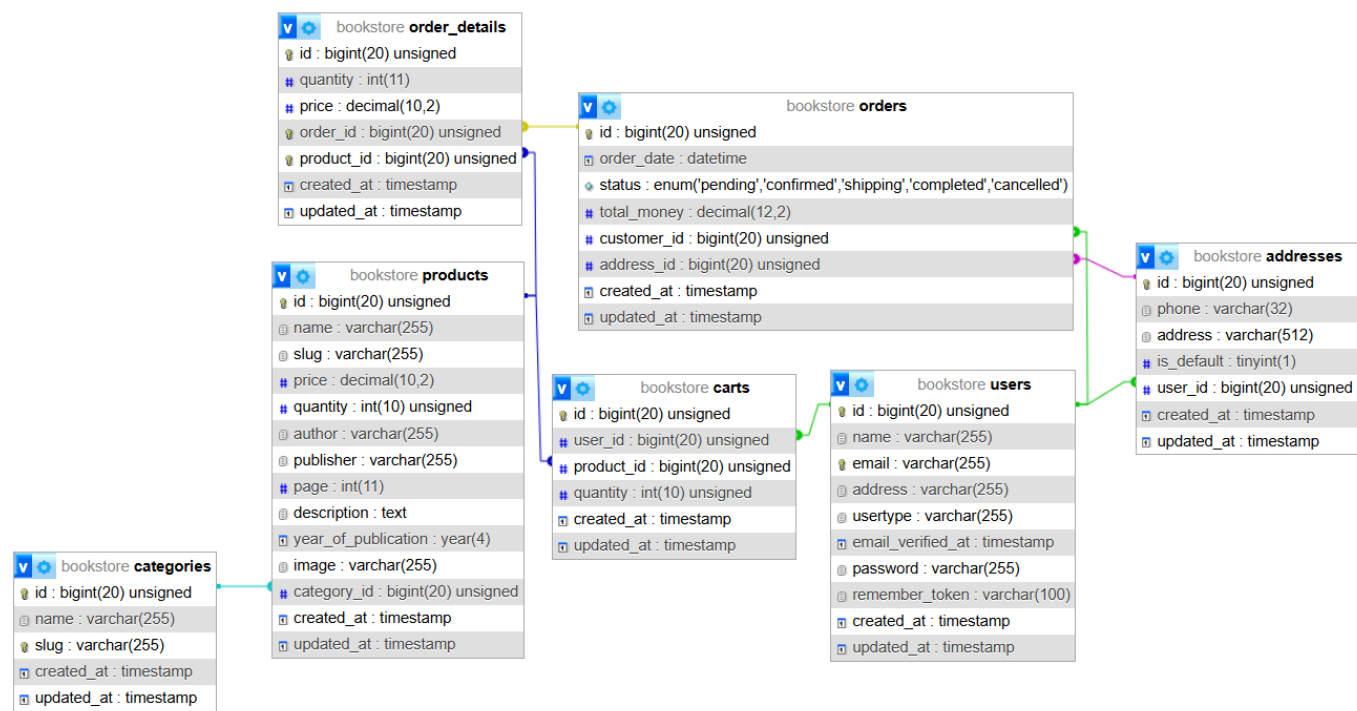 bookstore order_details
id : bigint(20) unsigned
quantity : int(11)
price : decimal(10,2)
order_id : bigint(20) unsigned
product_id : bigint(20) unsigned
created_at : timestamp
updated_at : timestamp
bookstore orders
id : bigint(20) unsigned
order_date : datetime
status : enum('pending','confirmed','shipping','completed','cancelled')
total_money : decimal(12,2)
customer_id : bigint(20) unsigned
address_id : bigint(20) unsigned
created_at : timestamp
updated_at : timestamp
bookstore addresses
id : bigint(20) unsigned
phone : varchar(32)
address : varchar(512)
is_default : tinyint(1)
user_id : bigint(20) unsigned
created_at : timestamp
updated_at : timestamp
bookstore products
id : bigint(20) unsigned
name : varchar(255)
slug : varchar(255)
price : decimal(10,2)
quantity : int(10) unsigned
author : varchar(255)
publisher : varchar(255)
page : int(11)
description : text
year_of_publication : year(4)
image : varchar(255)
category_id : bigint(20) unsigned
created_at : timestamp
updated_at : timestamp
bookstore carts
id : bigint(20) unsigned
user_id : bigint(20) unsigned
product_id : bigint(20) unsigned
quantity : int(10) unsigned
created_at : timestamp
updated_at : timestamp
bookstore users
id : bigint(20) unsigned
name : varchar(255)
email : varchar(255)
address : varchar(255)
usertype : varchar(255)
email_verified_at : timestamp
password : varchar(255)
remember_token : varchar(100)
created_at : timestamp
updated_at : timestamp
bookstore categories
id : bigint(20) unsigned
name : varchar(255)
slug : varchar(255)
created_at : timestamp
updated_at : timestamp